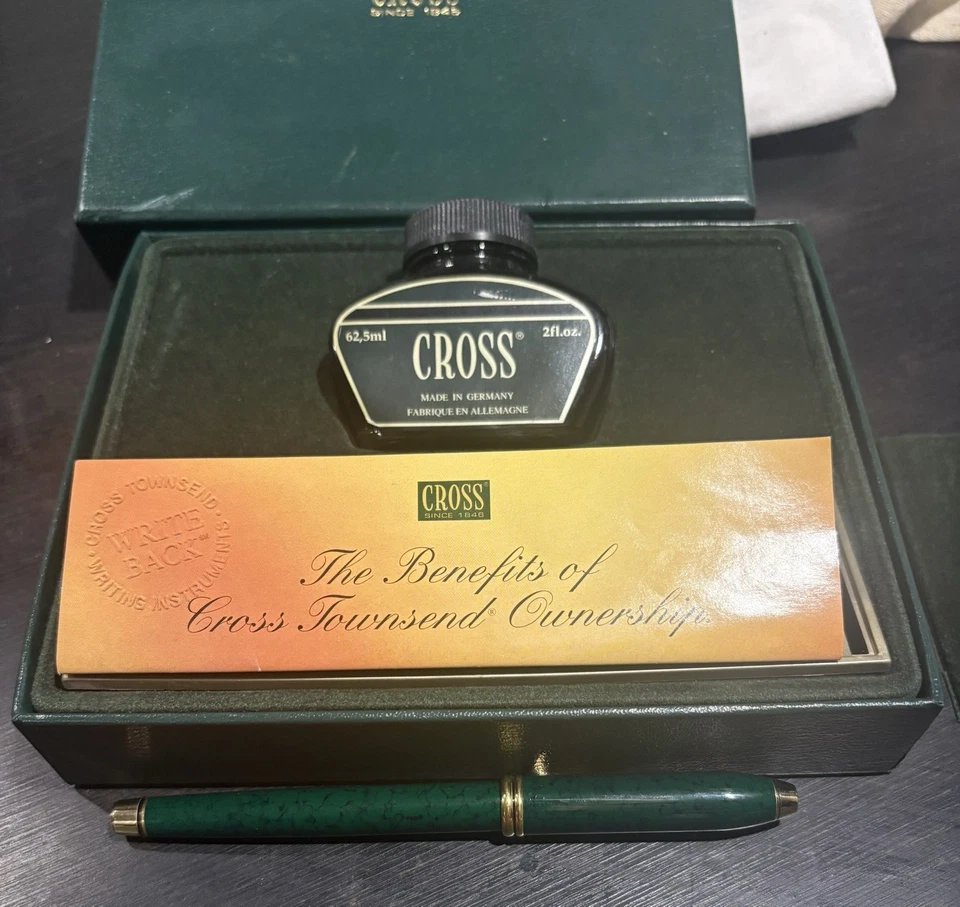 CROSS
SINCE 1846
62,5ml
2fl.oz.
CROSS®
MADE IN GERMANY
FABRIQUE EN ALLEMAGNE
CROSS TOWNSEND • WRITING INSTRUMENTS •
WRITE
BACK™
CROSS®
SINCE 1846
The Benefits of
Cross Townsend® Ownership.